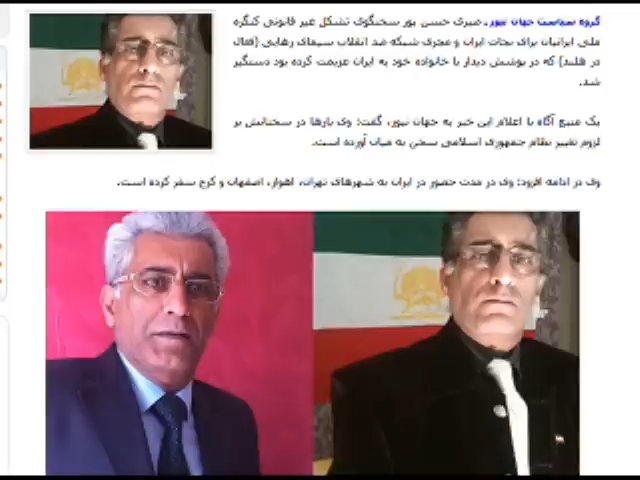 گروه سیاست جهان نیوز، صبری حسن پور سخنگوی تشکل غیر قانونی کنگره
ملی ایرانیان برای نجات ایران و مجری شبکه ضد انقلاب سیمای رهایی (فعال
در هلند) که در پوشش دیدار با خانواده خود به ایران عزیمت کرده بود دستگیر
شد.
یک منبع آگاه با اعلام این خبر به جهان نیوز، گفت: وی بارها در سخنانش بر
لزوم تغییر نظام جمهوری اسلامی سخن به میان آورده است.
وی در ادامه افزود: وی در مدت حضور در ایران به شهرهای تهران، اهواز، اصفهان و کرج سفر کرده است.